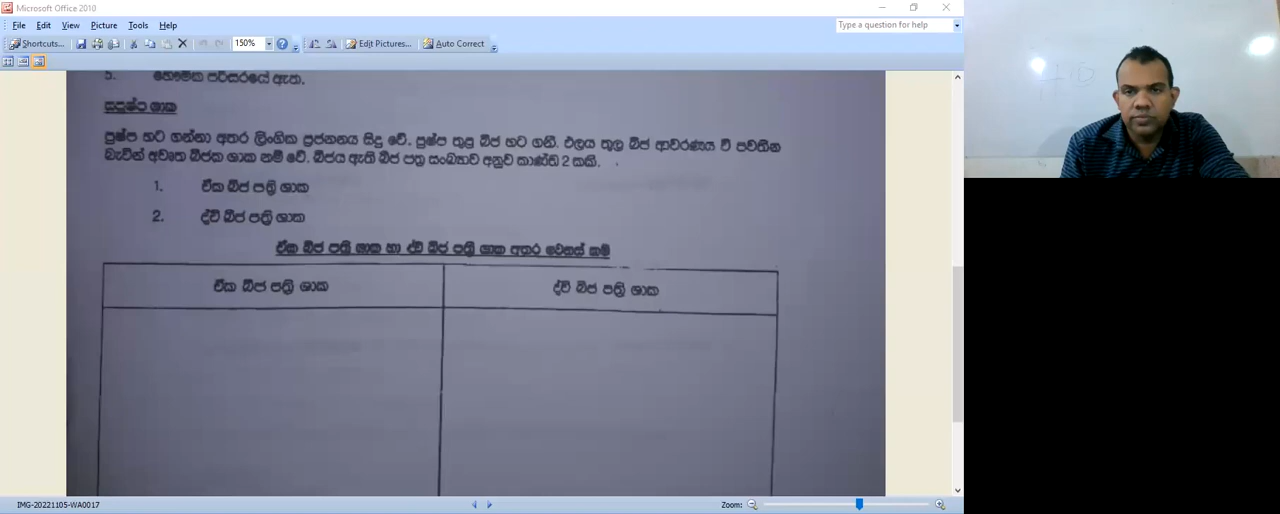 Microsoft Office 2010
File Edit View Picture Tools Help
Type a question for help
Shortcuts... 150% Edit Pictures... Auto Correct
5. භෞමික පරිසරයේ ඇත.
සපුෂ්ප ශාක
පුෂ්ප හට ගන්නා අතර ලිංගික ප්‍රජනනය සිදු වේ. පුෂ්ප තුළ බීජ හට ගනී. ඵලය තුල බීජ ආවරණය වී පවතින
බැවින් අවෘත බීජක ශාක නම් වේ. බීජය ඇති බීජ පත්‍ර සංඛ්‍යාව අනුව කාණ්ඩ 2 කකි.
1. ඒක බීජ පත්‍රි ශාක
2. ද්වි බීජ පත්‍රි ශාක
ඒක බීජ පත්‍රි ශාක හා ද්වි බීජ පත්‍රි ශාක අතර වෙනස් කම්
ඒක බීජ පත්‍රි ශාක ද්වි බීජ පත්‍රි ශාක
IMG-20221105-WA0017
Zoom: